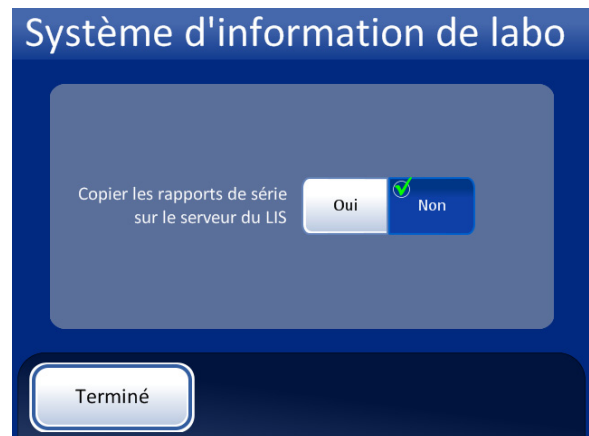 Système d'information de labo
Copier les rapports de série
sur le serveur du LIS
Oui
Non
Terminé